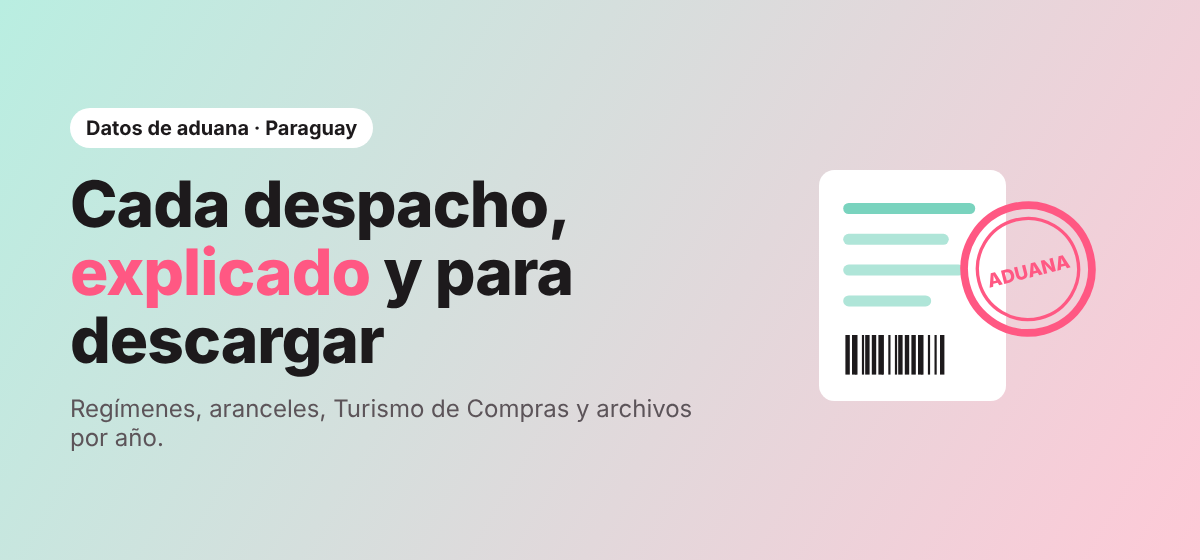 Datos de aduana · Paraguay
Cada despacho,
explicado y para
descargar
Regímenes, aranceles, Turismo de Compras y archivos
por año.
ADUANA